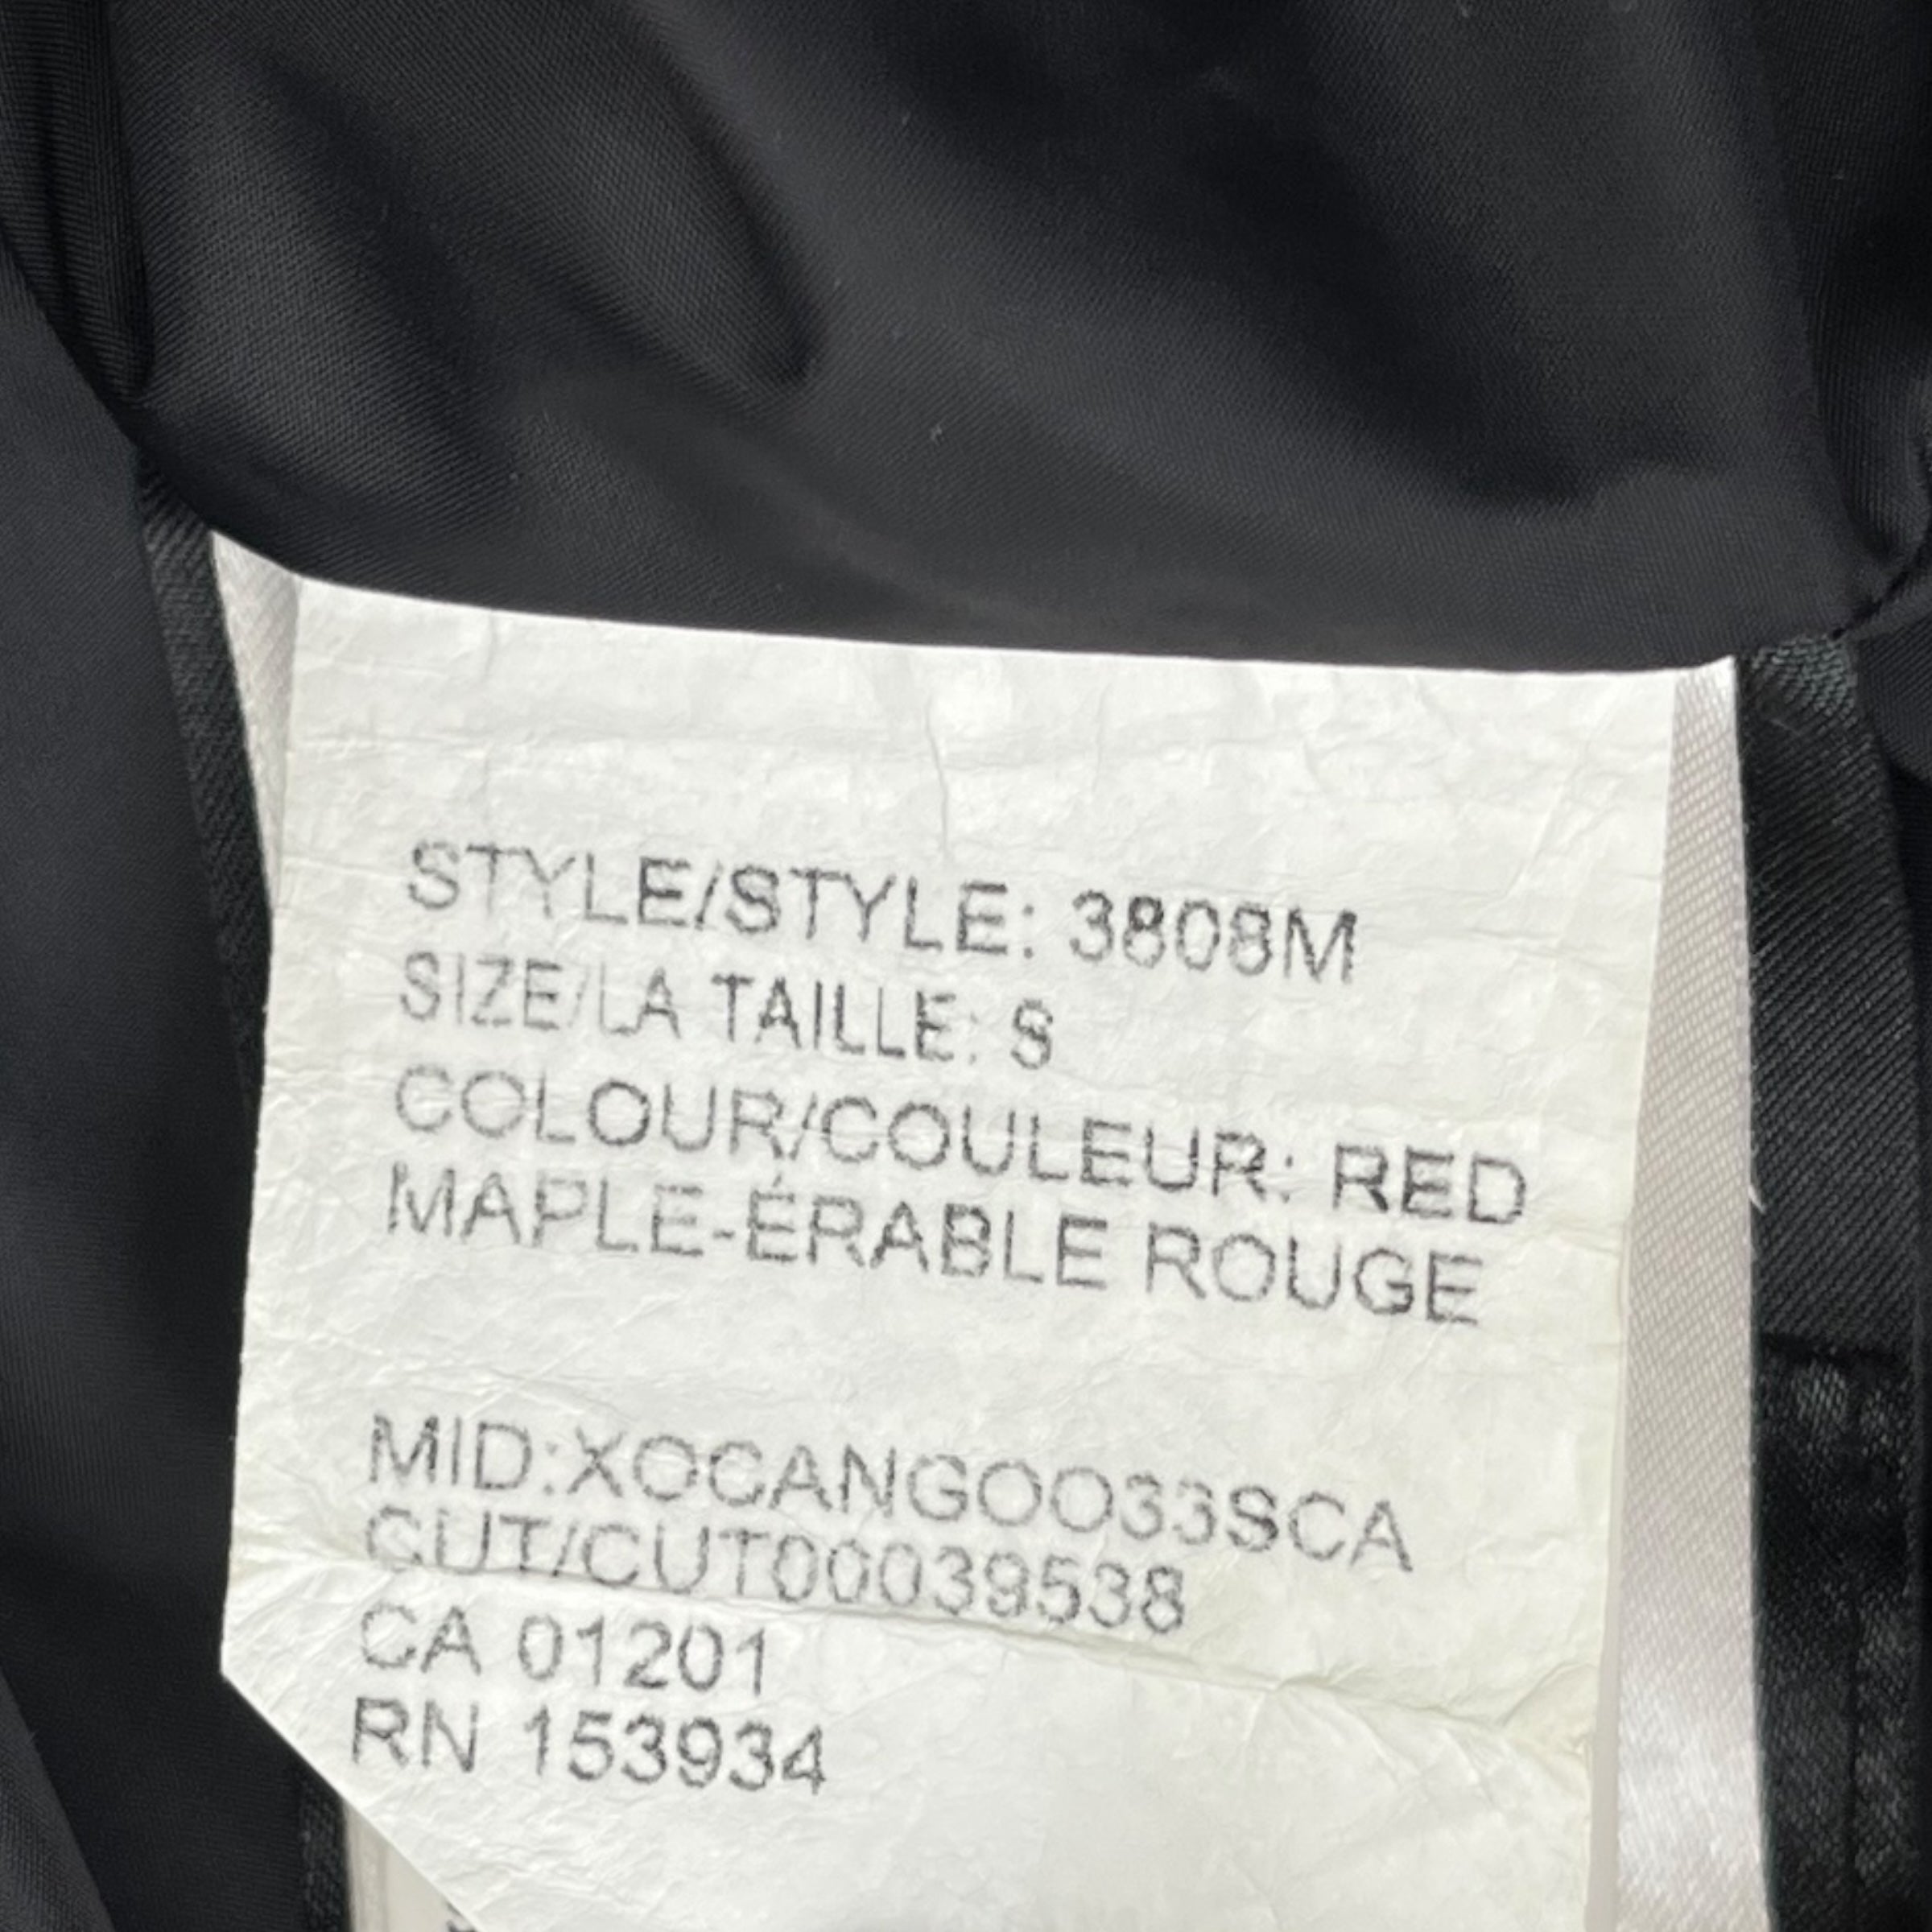 STYLE/STYLE: 3808M
SIZE/LA TAILLE: S
COLOUR/COULEUR: RED
MAPLE-ÉRABLE ROUGE
MID:XOCANGOO33SCA
CUT/CUT00039538
CA 01201
RN 153934